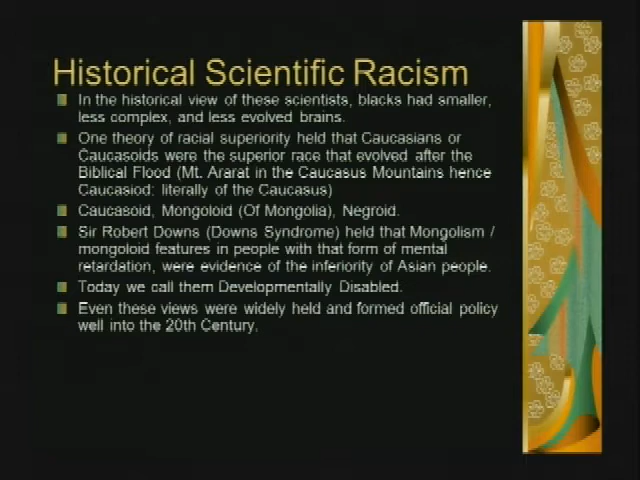 Historical Scientific Racism
In the historical view of these scientists, blacks had smaller,
less complex, and less evolved brains.
One theory of racial superiority held that Caucasians or
Caucasoids were the superior race that evolved after the
Biblical Flood (Mt. Ararat in the Caucasus Mountains hence
Caucasiod: literally of the Caucasus)
Caucasoid, Mongoloid (Of Mongolia), Negroid.
Sir Robert Downs (Downs Syndrome) held that Mongolism /
mongoloid features in people with that form of mental
retardation, were evidence of the inferiority of Asian people.
Today we call them Developmentally Disabled.
Even these views were widely held and formed official policy
well into the 20th Century.